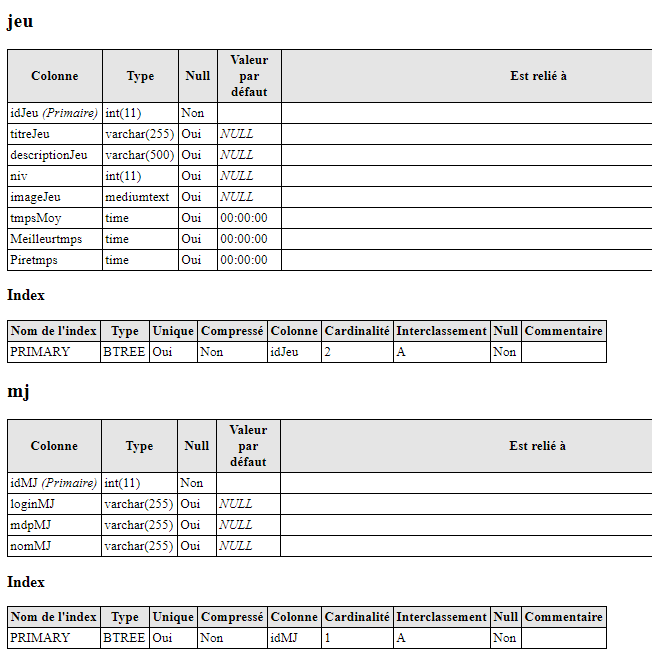 jeu
Colonne Type Null Valeur par défaut Est relié à
idJeu (Primaire) int(11) Non
titreJeu varchar(255) Oui NULL
descriptionJeu varchar(500) Oui NULL
niv int(11) Oui NULL
imageJeu mediumtext Oui NULL
tmpsMoy time Oui 00:00:00
Meilleurtmps time Oui 00:00:00
Piretmps time Oui 00:00:00
Index
Nom de l'index Type Unique Compressé Colonne Cardinalité Interclassement Null Commentaire
PRIMARY BTREE Oui Non idJeu 2 A Non
mj
Colonne Type Null Valeur par défaut Est relié à
idMJ (Primaire) int(11) Non
loginMJ varchar(255) Oui NULL
mdpMJ varchar(255) Oui NULL
nomMJ varchar(255) Oui NULL
Index
Nom de l'index Type Unique Compressé Colonne Cardinalité Interclassement Null Commentaire
PRIMARY BTREE Oui Non idMJ 1 A Non